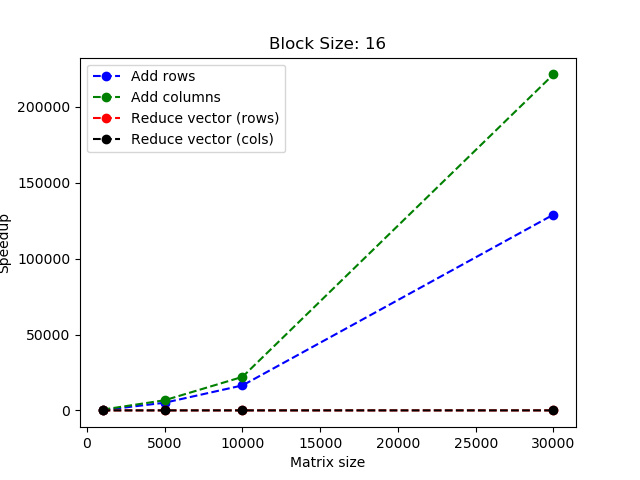 Block Size: 16
Add rows
Add columns
Reduce vector (rows)
Reduce vector (cols)
Speedup
200000
150000
100000
50000
0
0 5000 10000 15000 20000 25000 30000
Matrix size